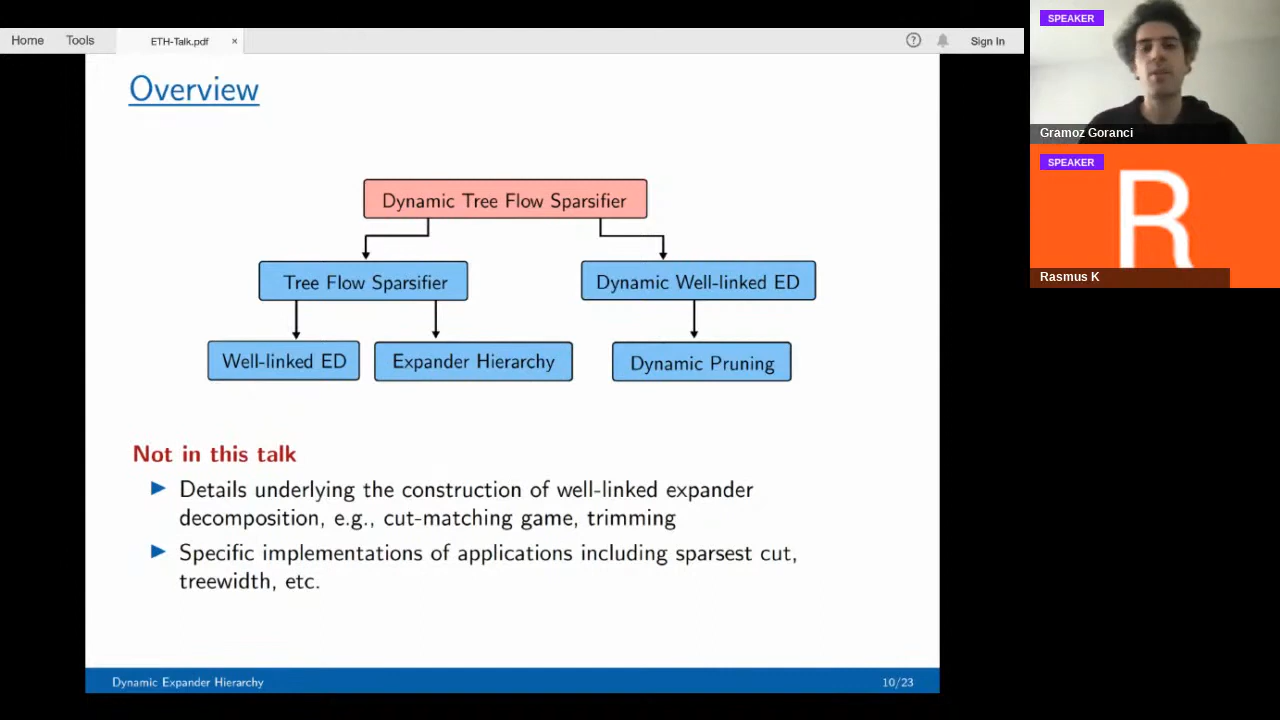 Home
Tools
ETH-Talk.pdf
×
?
Sign In
Overview
Dynamic Tree Flow Sparsifier
Tree Flow Sparsifier
Dynamic Well-linked ED
Well-linked ED
Expander Hierarchy
Dynamic Pruning
Not in this talk
Details underlying the construction of well-linked expander
decomposition, e.g., cut-matching game, trimming
Specific implementations of applications including sparsest cut,
treewidth, etc.
Dynamic Expander Hierarchy
10/23
SPEAKER
Gramoz Goranci
SPEAKER
R
Rasmus K